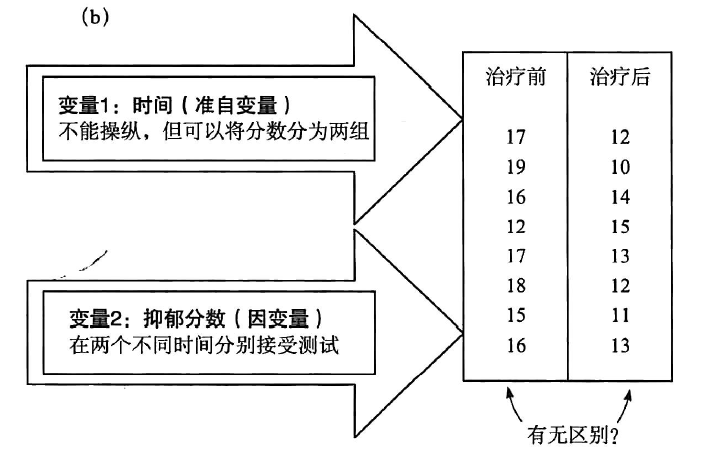 (b)
变量1：时间（准自变量）
不能操纵，但可以将分数分为两组
变量2：抑郁分数（因变量）
在两个不同时间分别接受测试
治疗前 治疗后
17 12
19 10
16 14
12 15
17 13
18 12
15 11
16 13
有无区别？